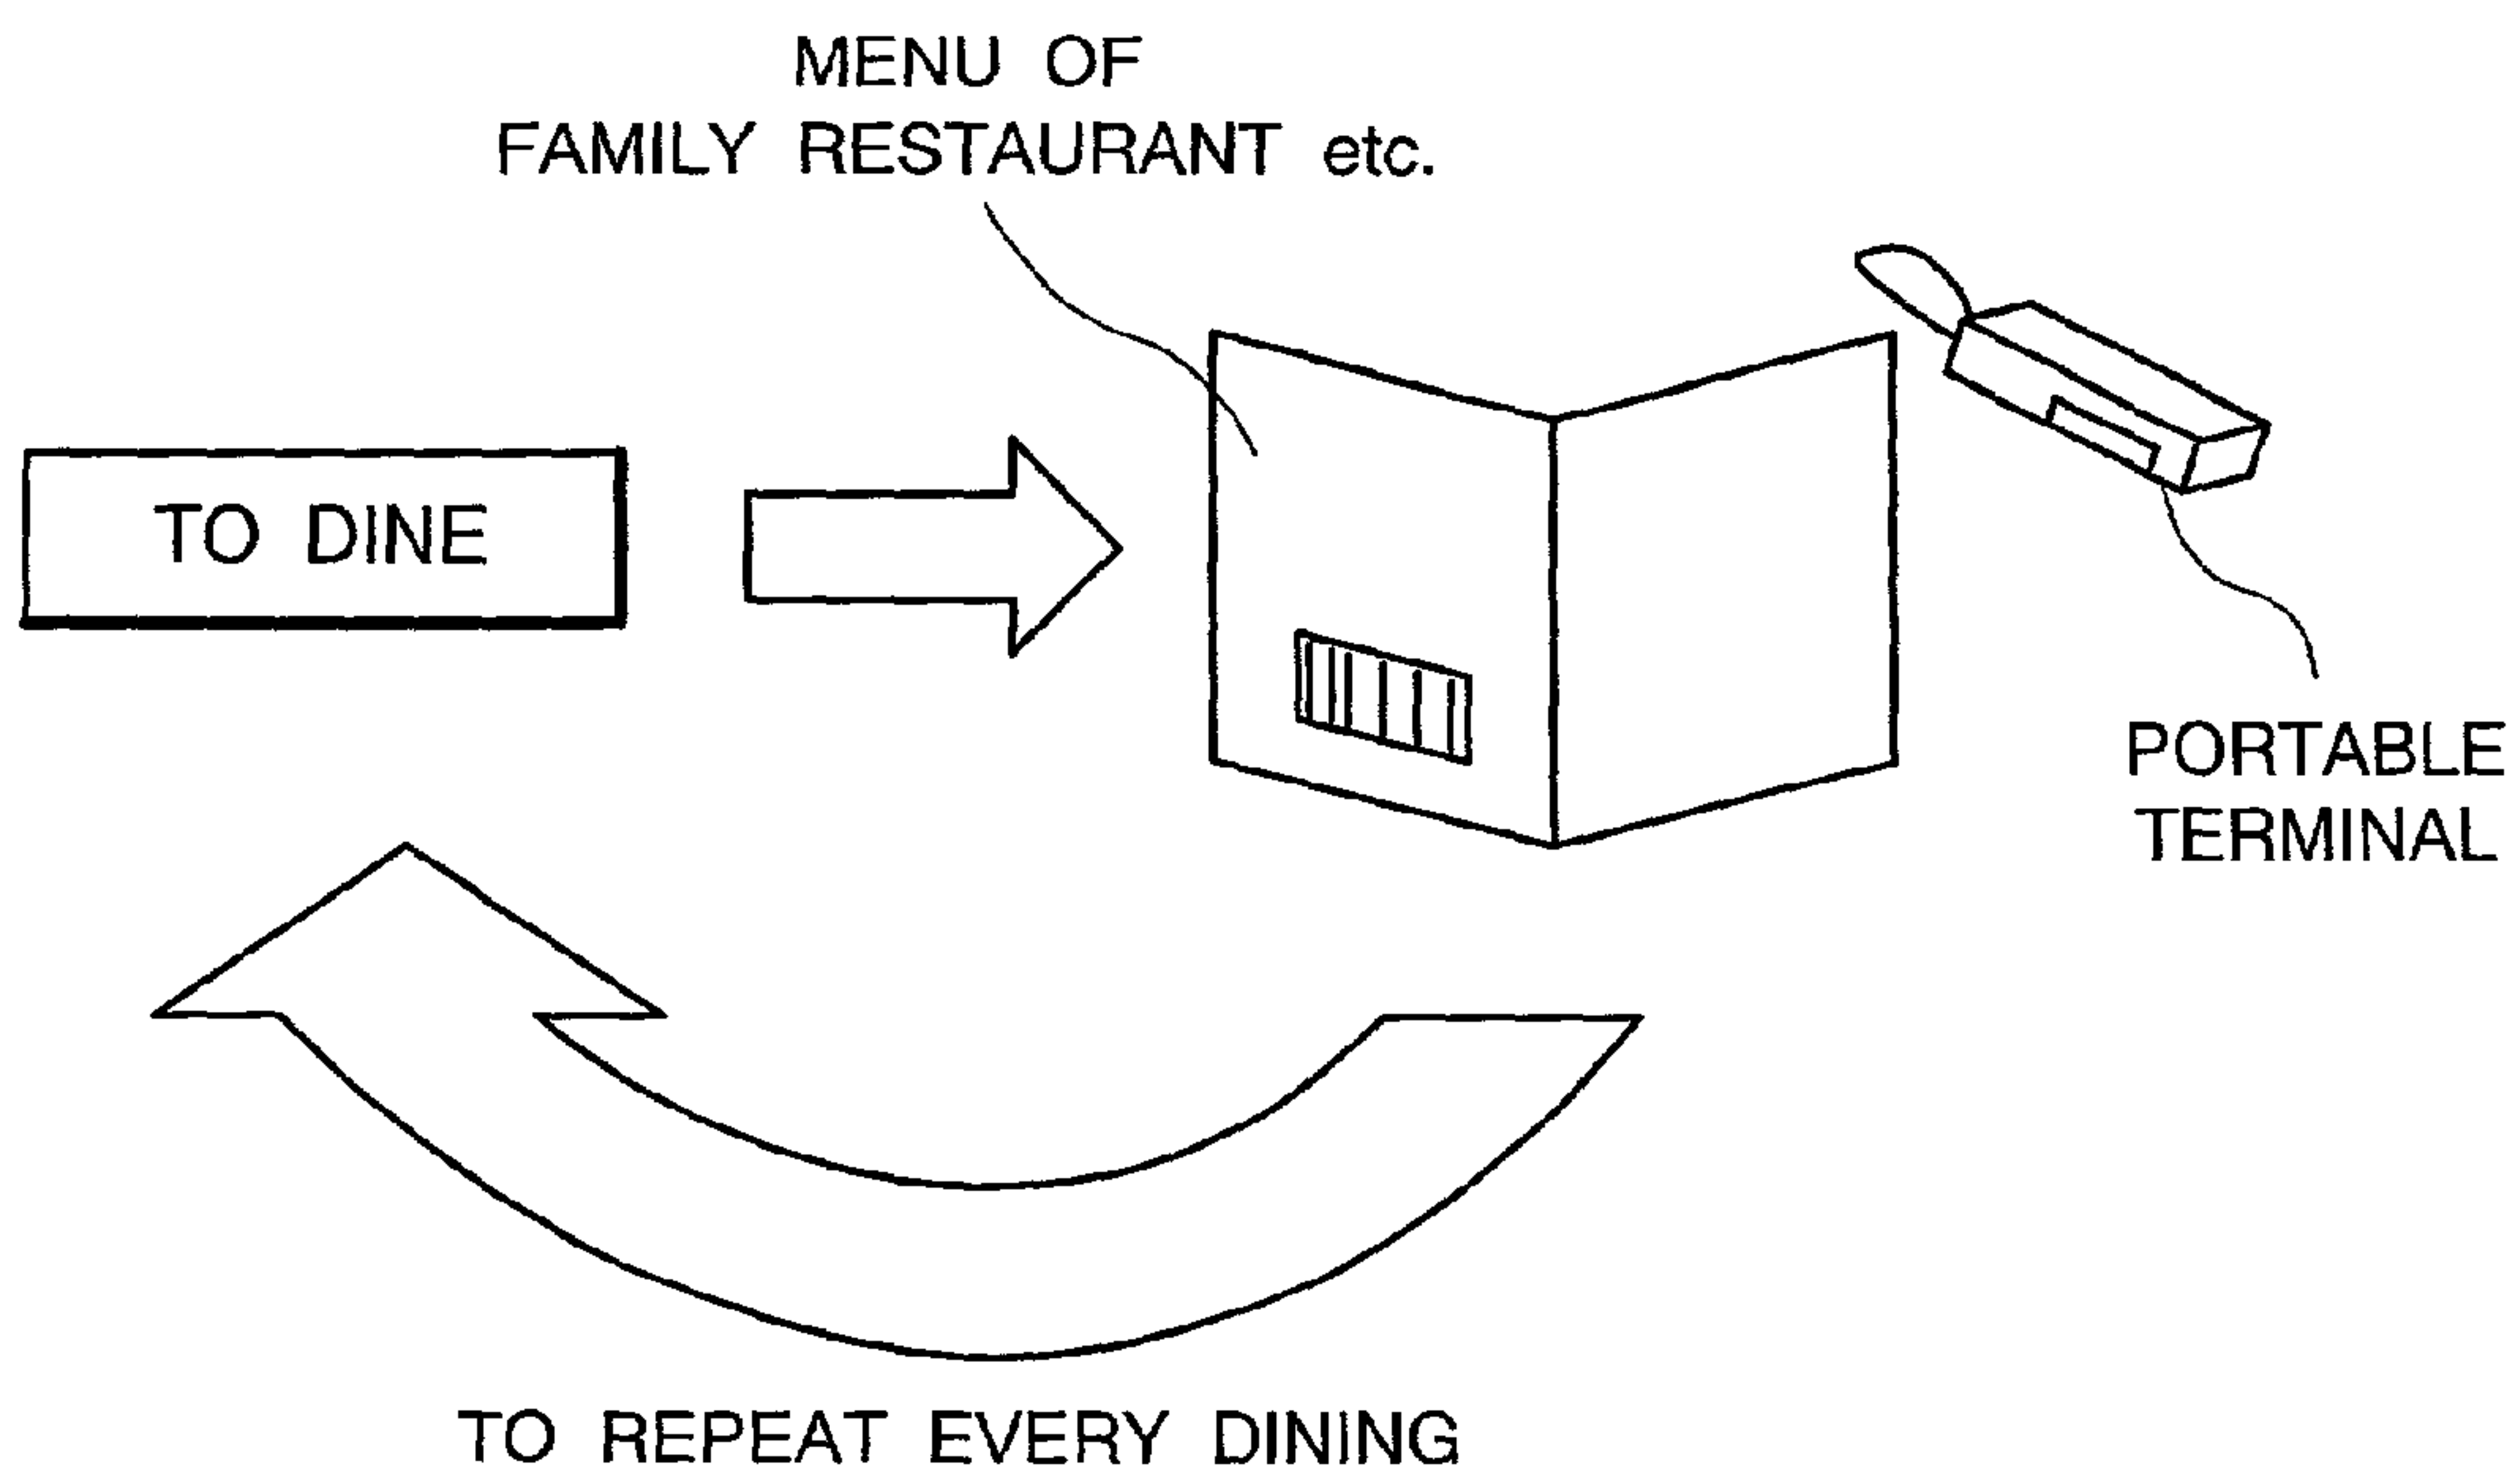 MENU OF
FAMILY RESTAURANT etc.
TO DINE
PORTABLE
TERMINAL
TO REPEAT EVERY DINING